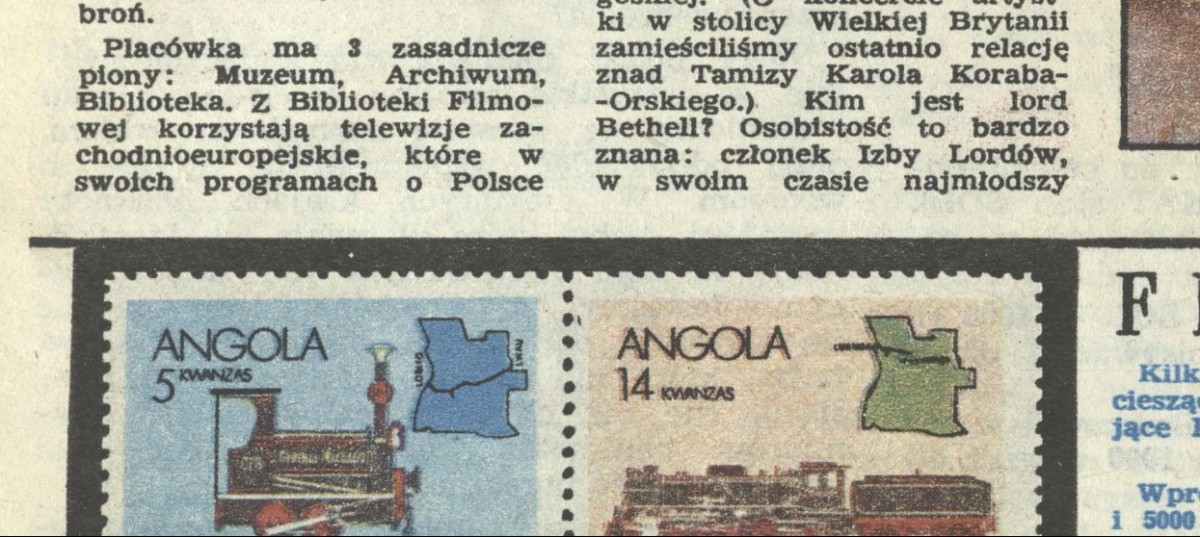 broń.
Placówka ma 3 zasadnicze
piony: Muzeum, Archiwum,
Biblioteka. Z Biblioteki Filmo-
wej korzystają telewizje za-
chodnioeuropejskie, które w
swoich programach o Polsce
ki w stolicy Wielkiej Brytanii
zamieściliśmy ostatnio relację
znad Tamizy Karola Koraba-
-Orskiego.) Kim jest lord
Bethell? Osobistość to bardzo
znana: członek Izby Lordów,
w swoim czasie najmłodszy
ANGOLA
5 KWANZAS
ANGOLA
14 KWANZAS
F
Kilk
ciesząc
jące
Wpro
i 5000